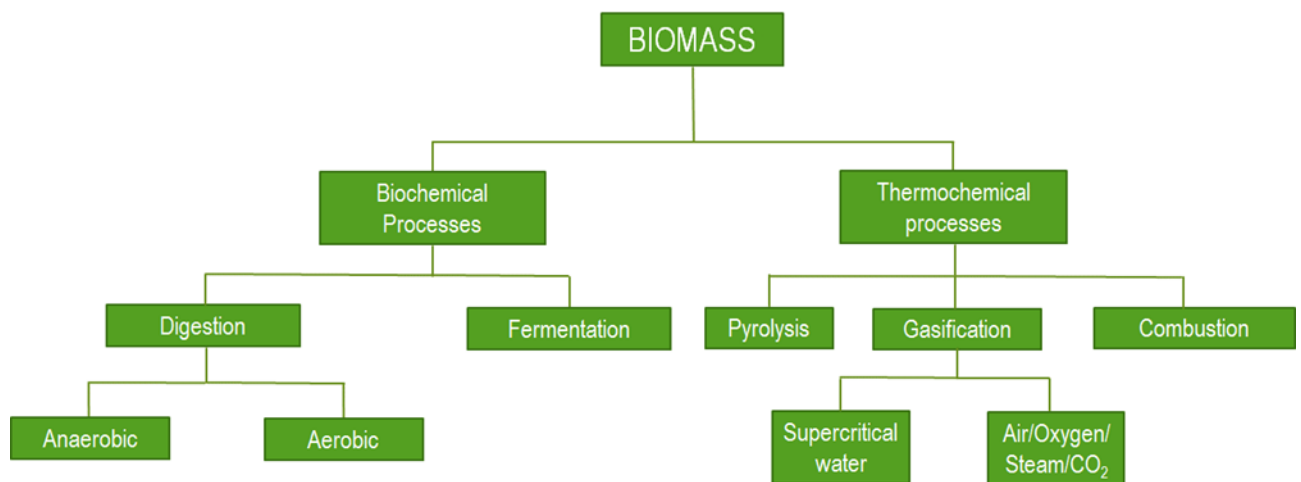 BIOMASS
Biochemical
Processes
Thermochemical
processes
Digestion
Fermentation
Pyrolysis
Gasification
Combustion
Anaerobic
Aerobic
Supercritical
water
Air/Oxygen/
Steam/CO₂